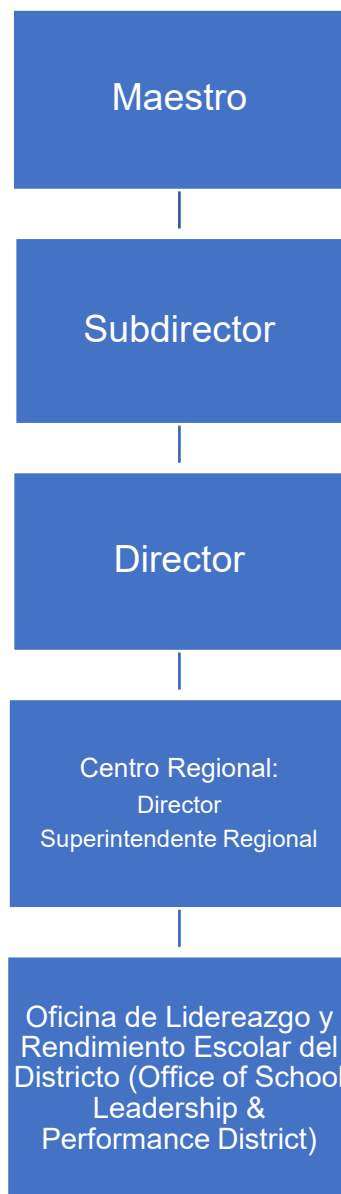 Maestro
Subdirector
Director
Centro Regional:
Director
Superintendente Regional
Oficina de Lidereazgo y
Rendimiento Escolar del
Districto (Office of School
Leadership &
Performance District)